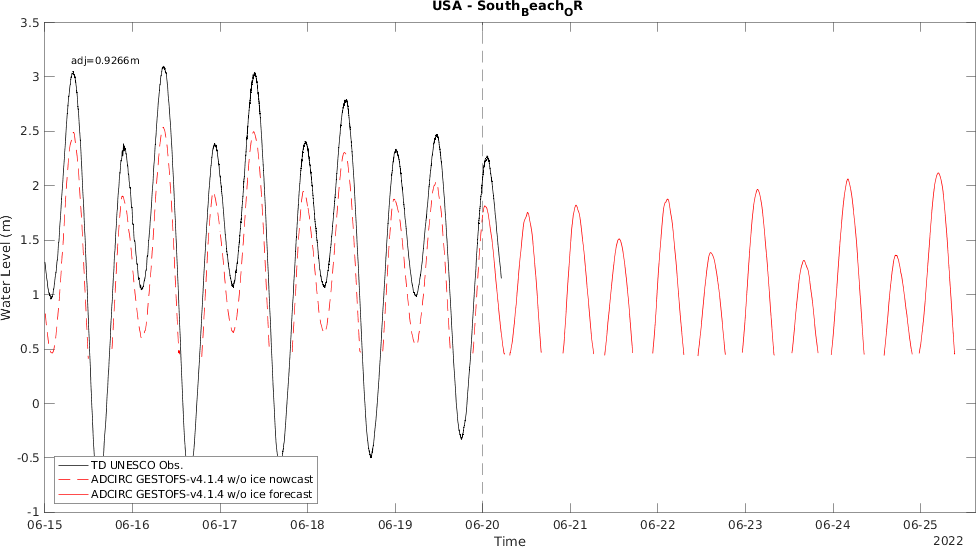 USA - South_Beach_OR
3.5
adj=0.9266m
3
2.5
2
1.5
1
0.5
0
-0.5
-1
Water Level (m)
TD UNESCO Obs.
ADCIRC GESTOFS-v4.1.4 w/o ice nowcast
ADCIRC GESTOFS-v4.1.4 w/o ice forecast
06-15 06-16 06-17 06-18 06-19 06-20 06-21 06-22 06-23 06-24 06-25
Time
2022